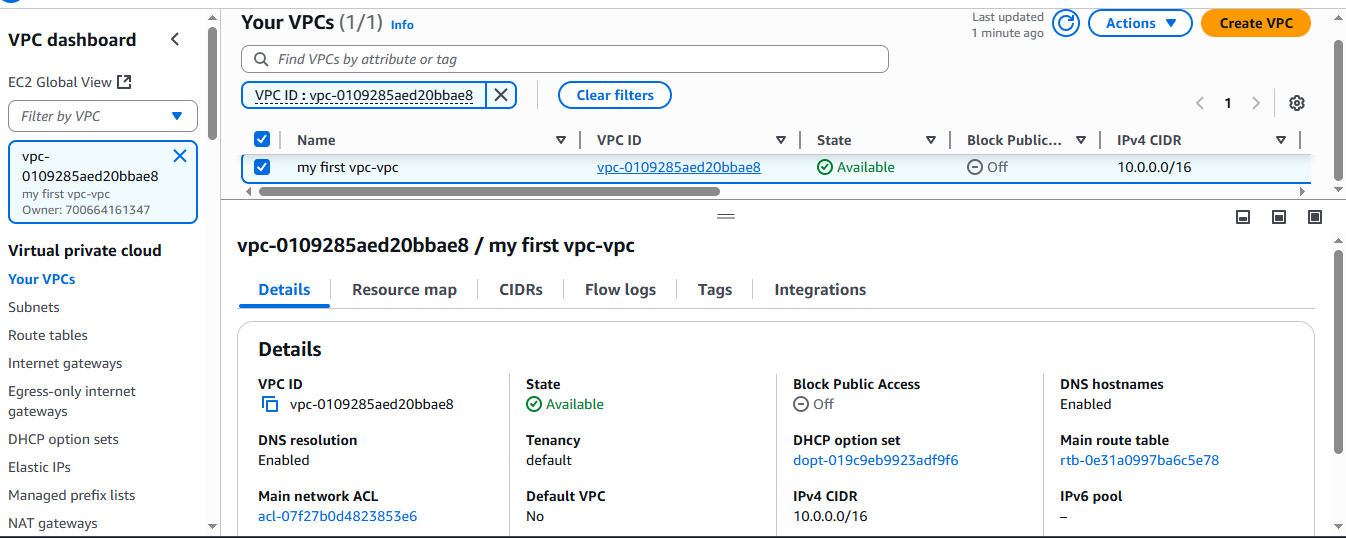 VPC dashboard
EC2 Global View
Filter by VPC
vpc-
0109285aed20bbae8
my first vpc-vpc
Owner: 700664161347
Virtual private cloud
Your VPCs
Subnets
Route tables
Internet gateways
Egress-only internet
gateways
DHCP option sets
Elastic IPs
Managed prefix lists
NAT gateways
Your VPCs (1/1) Info
Last updated
1 minute ago
Actions
Create VPC
Find VPCs by attribute or tag
VPC ID : vpc-0109285aed20bbae8
Clear filters
1
Name VPC ID State Block Public... IPv4 CIDR
my first vpc-vpc vpc-0109285aed20bbae8 Available Off 10.0.0.0/16
vpc-0109285aed20bbae8 / my first vpc-vpc
Details Resource map CIDRs Flow logs Tags Integrations
Details
VPC ID State Block Public Access DNS hostnames
vpc-0109285aed20bbae8 Available Off Enabled
DNS resolution Tenancy DHCP option set Main route table
Enabled default dopt-019c9eb9923adf9f6 rtb-0e31a0997ba6c5e78
Main network ACL Default VPC IPv4 CIDR IPv6 pool
acl-07f27b0d4823853e6 No 10.0.0.0/16 –